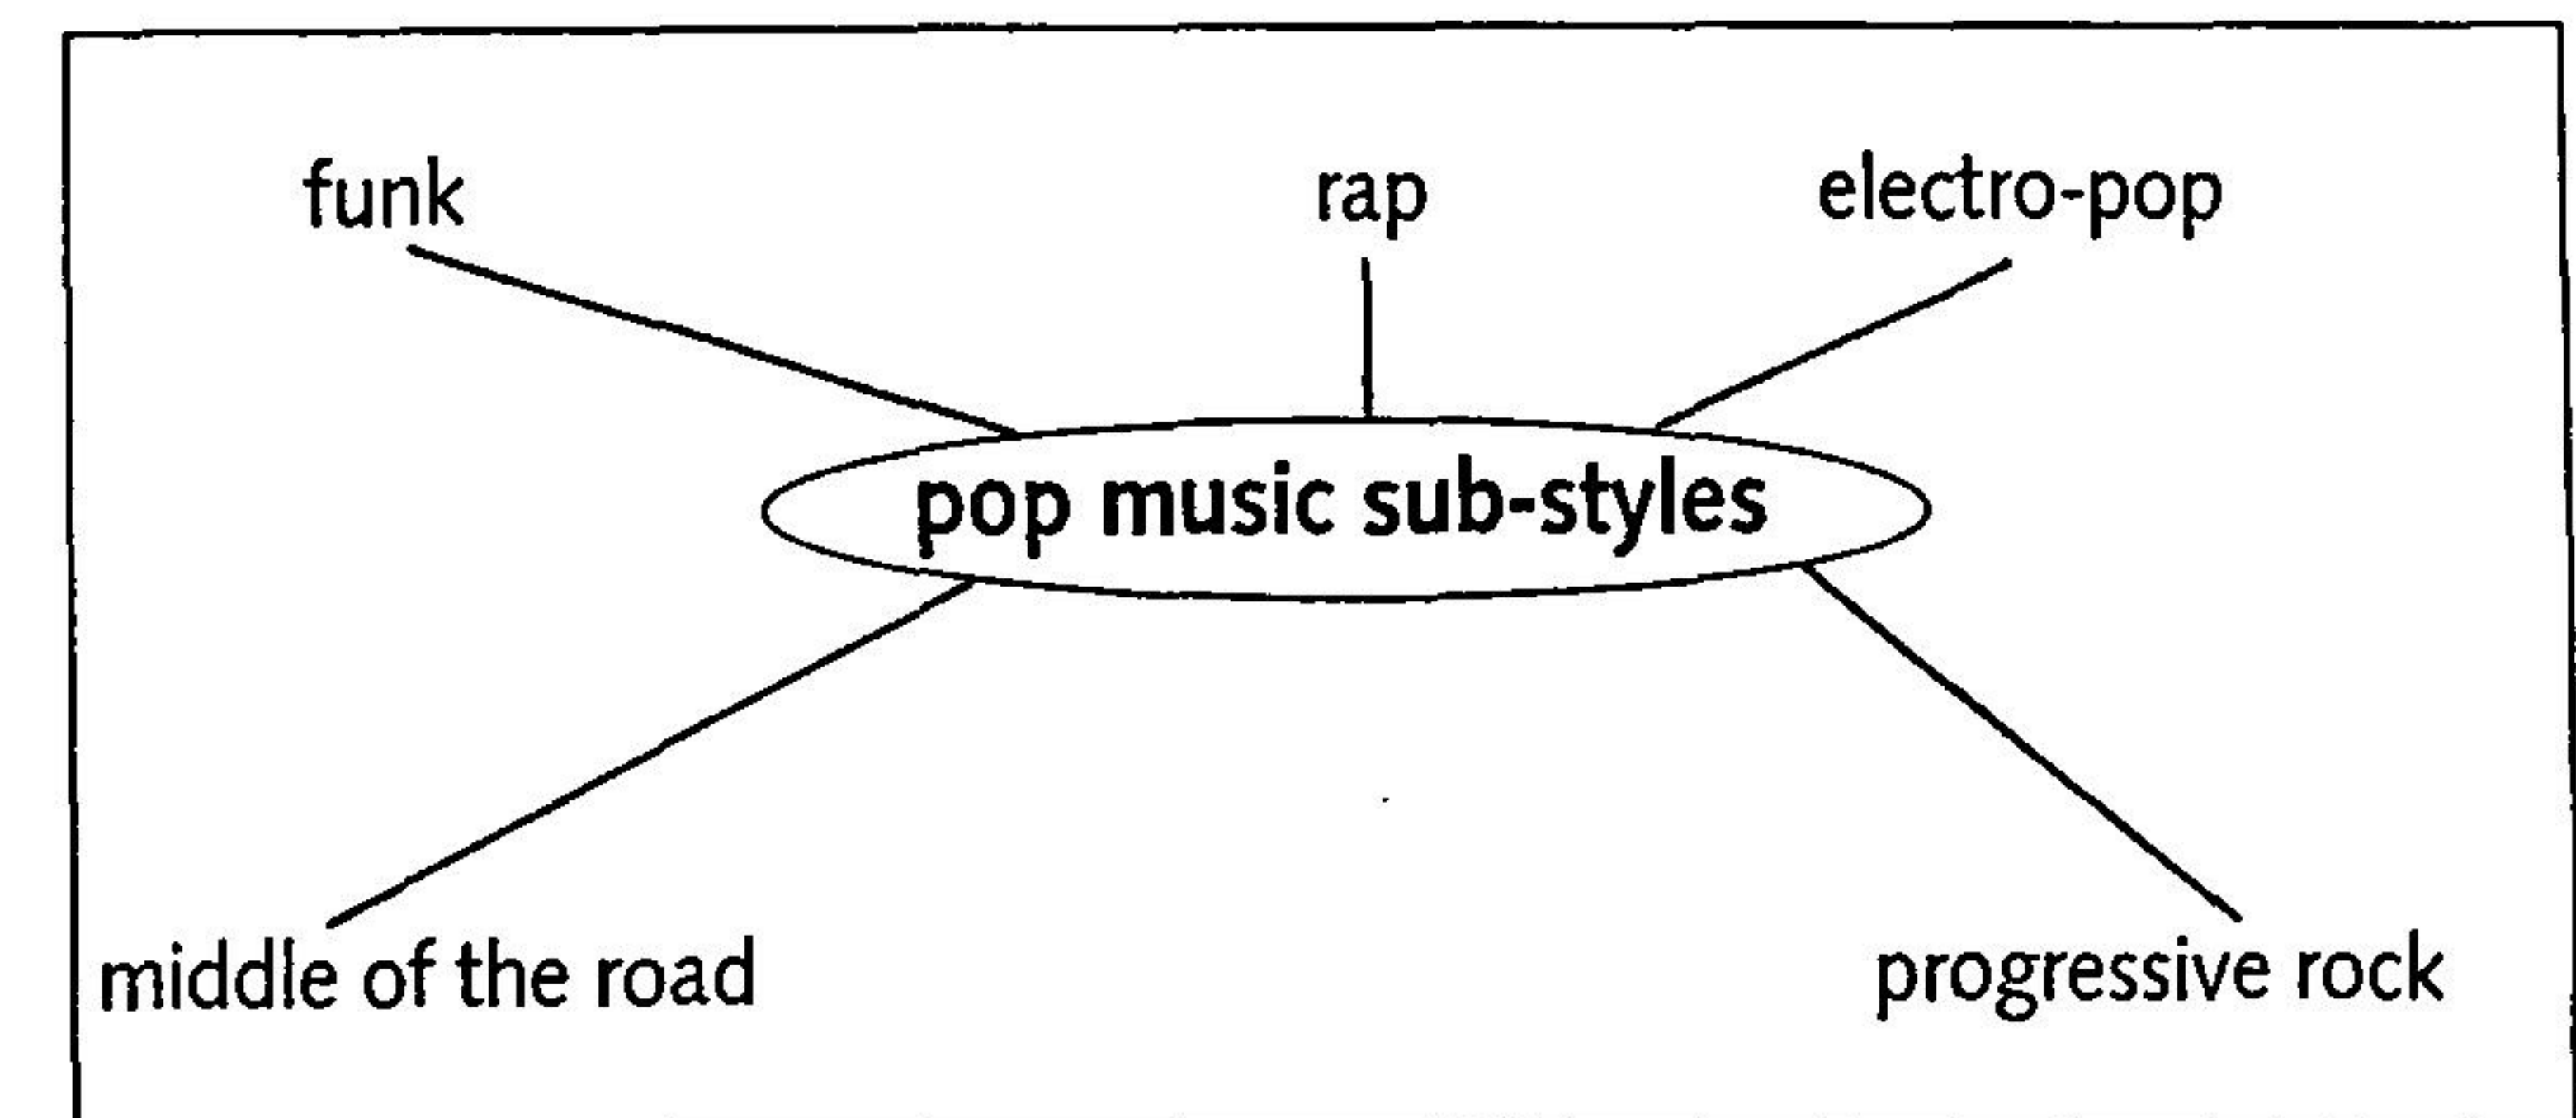 funk
rap
electro-pop
pop music sub-styles
middle of the road
progressive rock